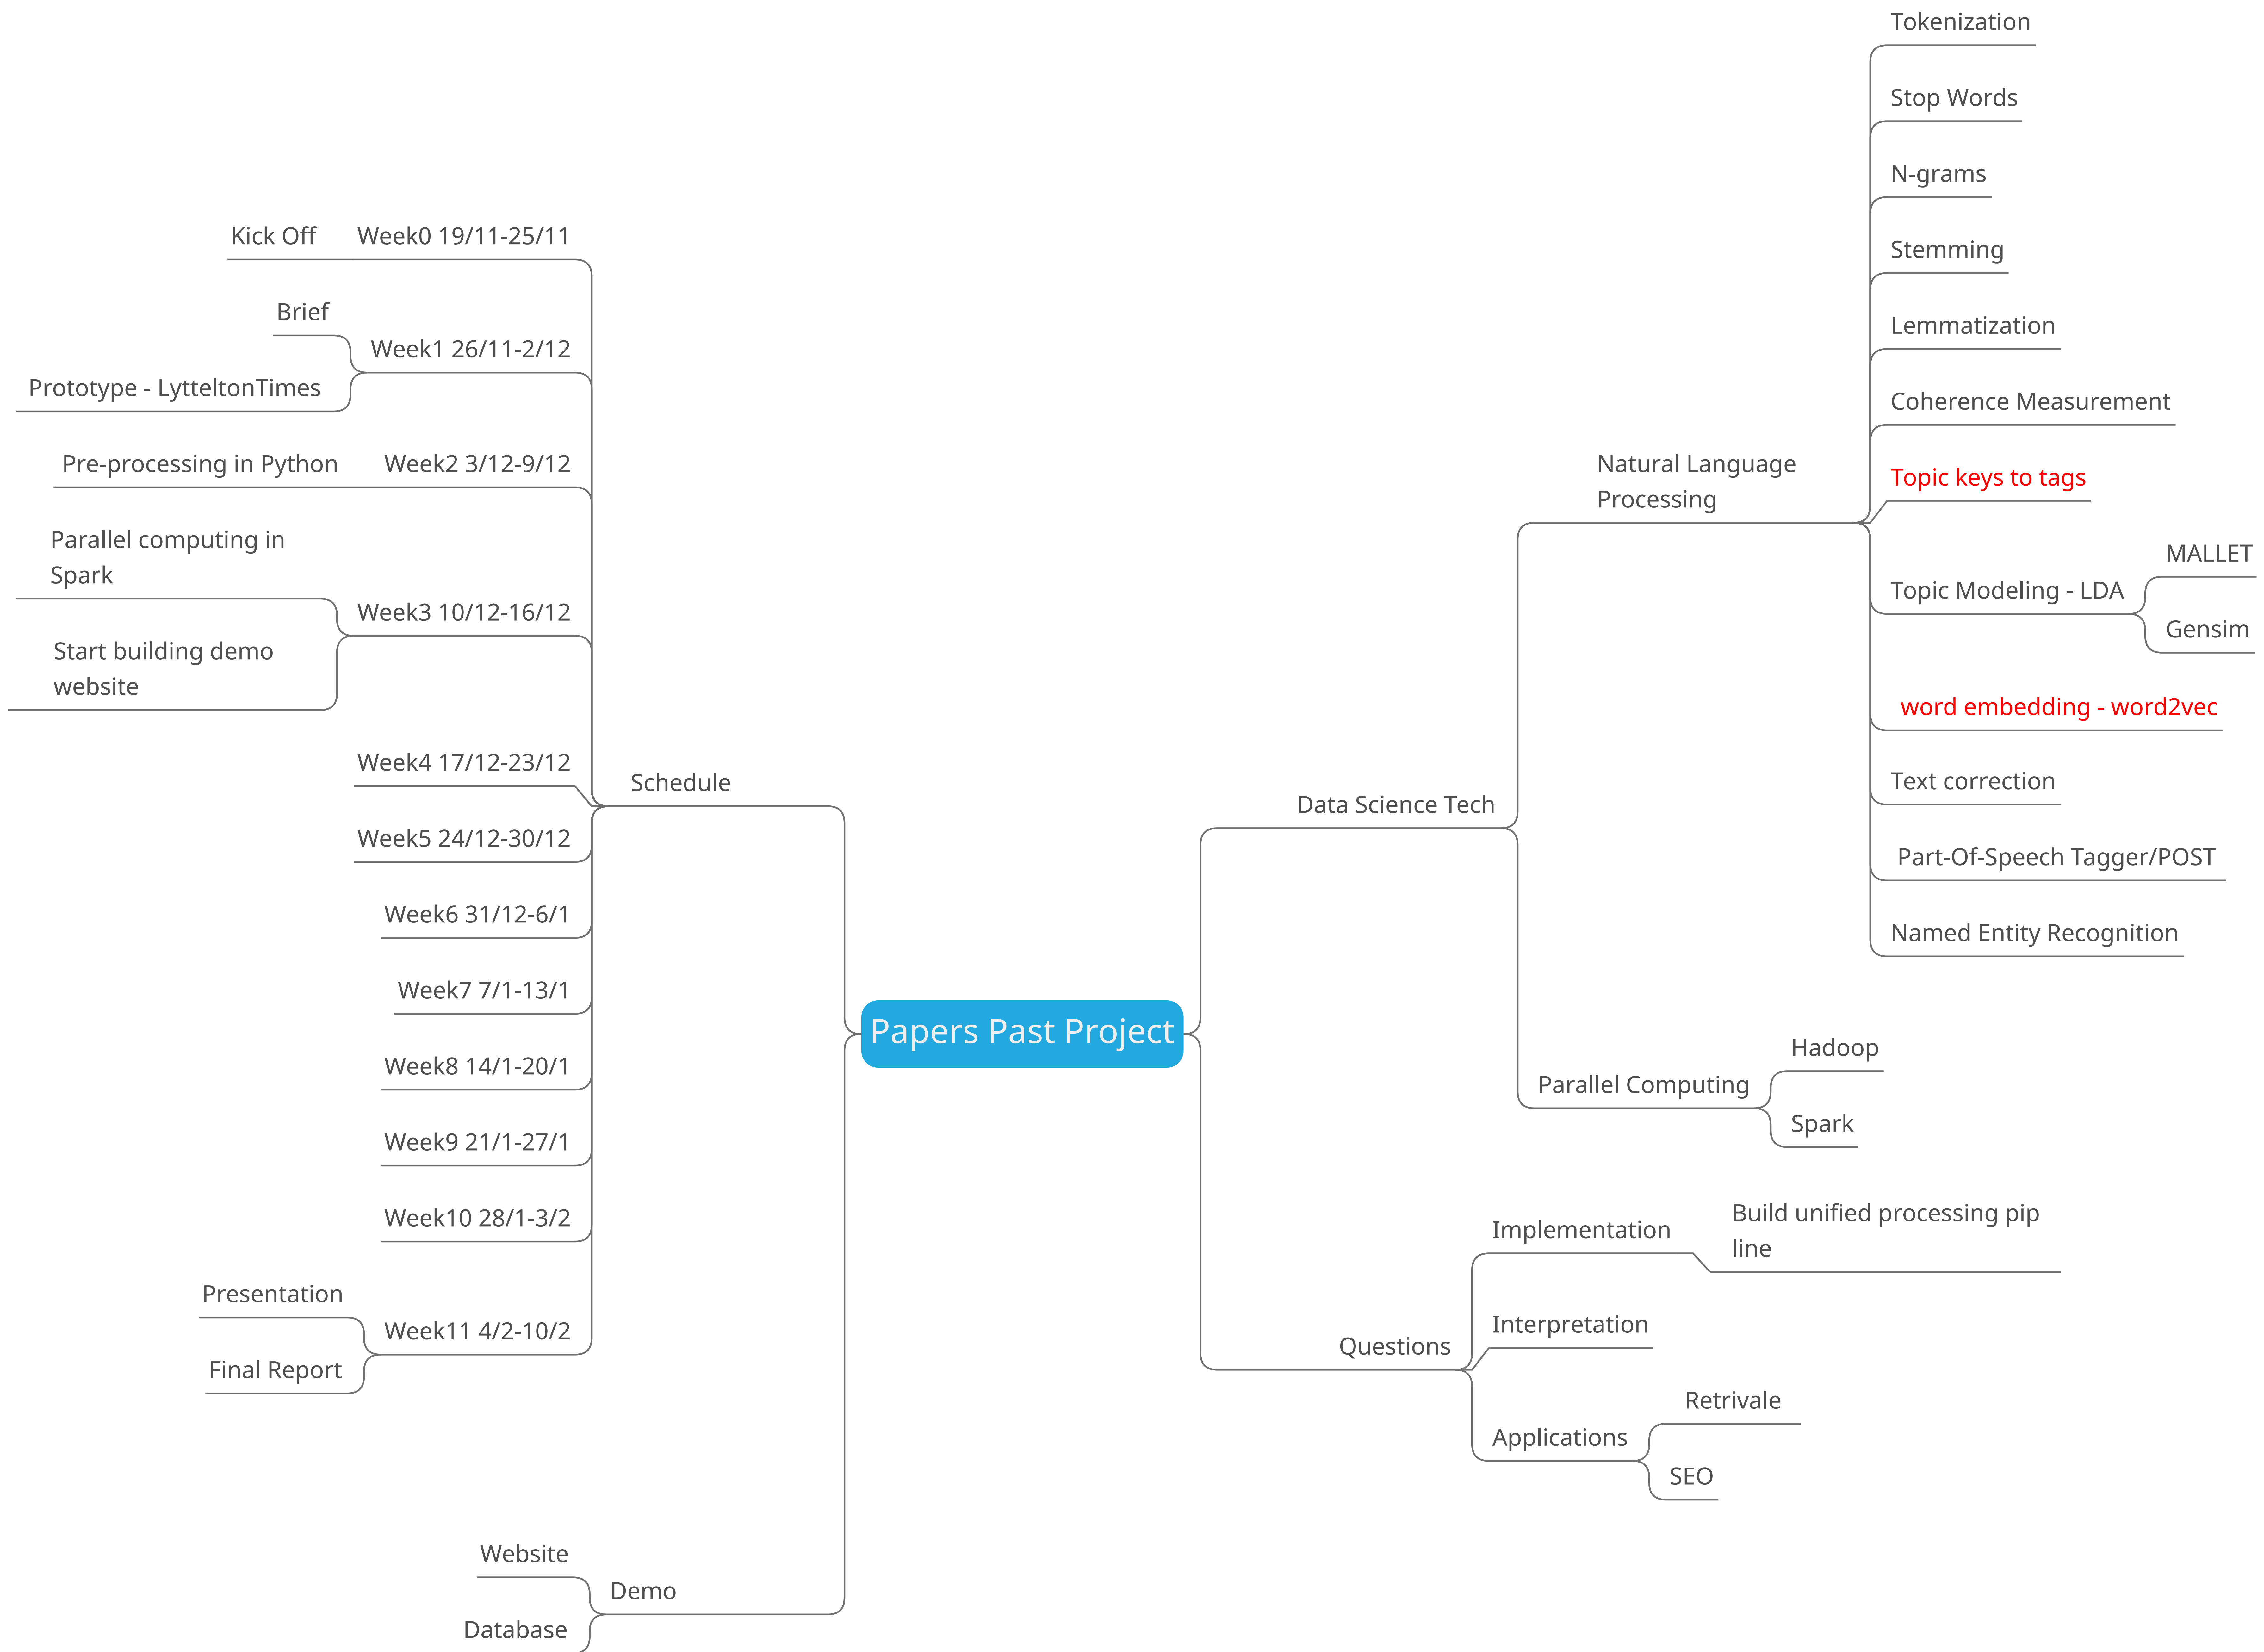 Papers Past Project
Schedule
Week0 19/11-25/11
Kick Off
Week1 26/11-2/12
Brief
Prototype - LytteltonTimes
Week2 3/12-9/12
Pre-processing in Python
Week3 10/12-16/12
Parallel computing in
Spark
Start building demo
website
Week4 17/12-23/12
Week5 24/12-30/12
Week6 31/12-6/1
Week7 7/1-13/1
Week8 14/1-20/1
Week9 21/1-27/1
Week10 28/1-3/2
Week11 4/2-10/2
Presentation
Final Report
Demo
Website
Database
Data Science Tech
Natural Language
Processing
Tokenization
Stop Words
N-grams
Stemming
Lemmatization
Coherence Measurement
Topic keys to tags
Topic Modeling - LDA
MALLET
Gensim
word embedding - word2vec
Text correction
Part-Of-Speech Tagger/POST
Named Entity Recognition
Parallel Computing
Hadoop
Spark
Questions
Implementation
Build unified processing pip
line
Interpretation
Applications
Retrivale
SEO